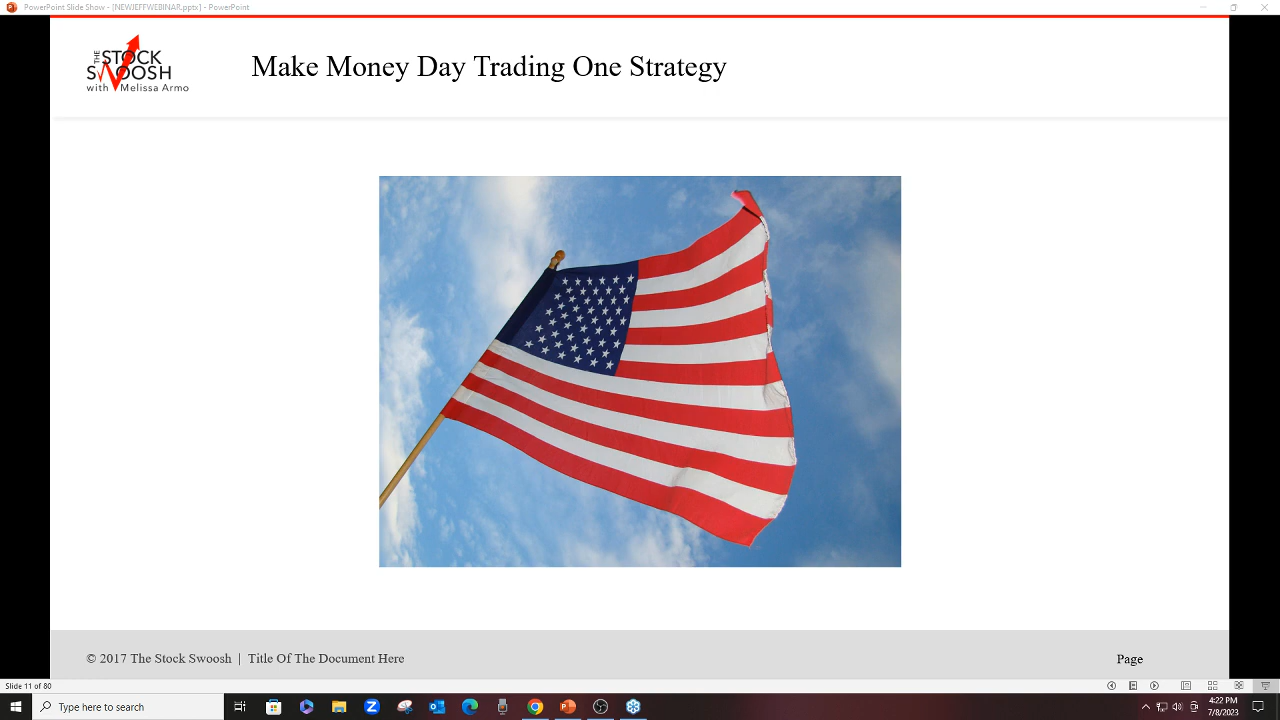 PowerPoint Slide Show - [NEWJEFFWEBINAR.pptx] - PowerPoint
THE
STOCK
SWOOSH
with Melissa Armo
Make Money Day Trading One Strategy
© 2017 The Stock Swoosh | Title Of The Document Here
Page
Slide 11 of 80
Type here to search
4:22 PM
7/8/2023